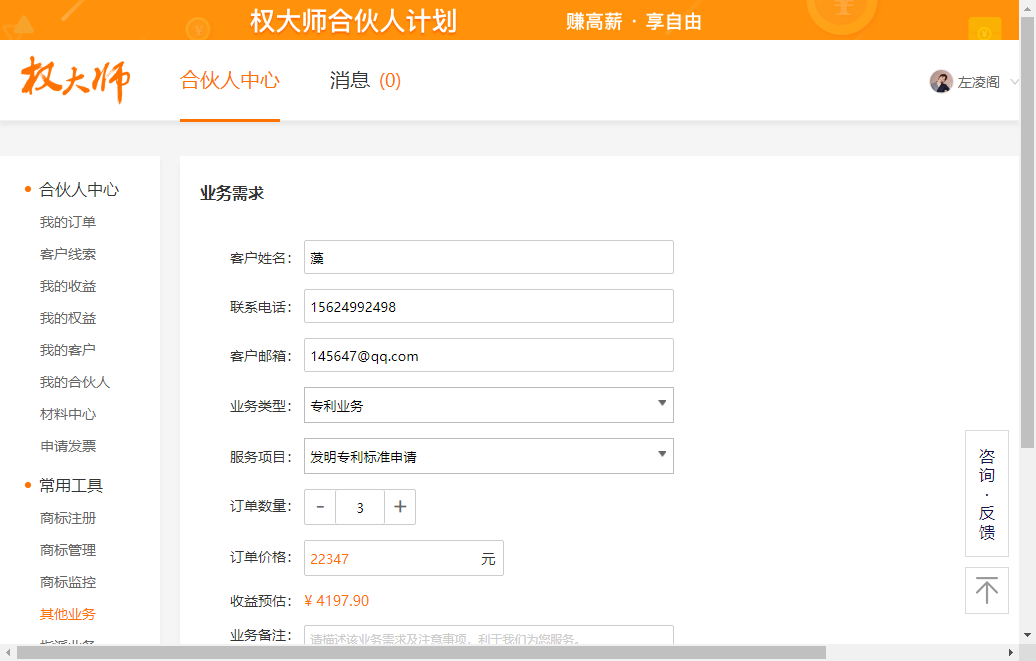 权大师合伙人计划 赚高薪 · 享自由
权大师 合伙人中心 消息 (0) 左凌阁
合伙人中心
我的订单
客户线索
我的收益
我的权益
我的客户
我的合伙人
材料中心
申请发票
常用工具
商标注册
商标管理
商标监控
其他业务
指派业务
业务需求
客户姓名: 藻
联系电话: 15624992498
客户邮箱: 145647@qq.com
业务类型: 专利业务
服务项目: 发明专利标准申请
订单数量: - 3 +
订单价格: 22347 元
收益预估: ¥ 4197.90
业务备注: 请描述该业务需求及注意事项，利于我们为您服务。
咨询·反馈